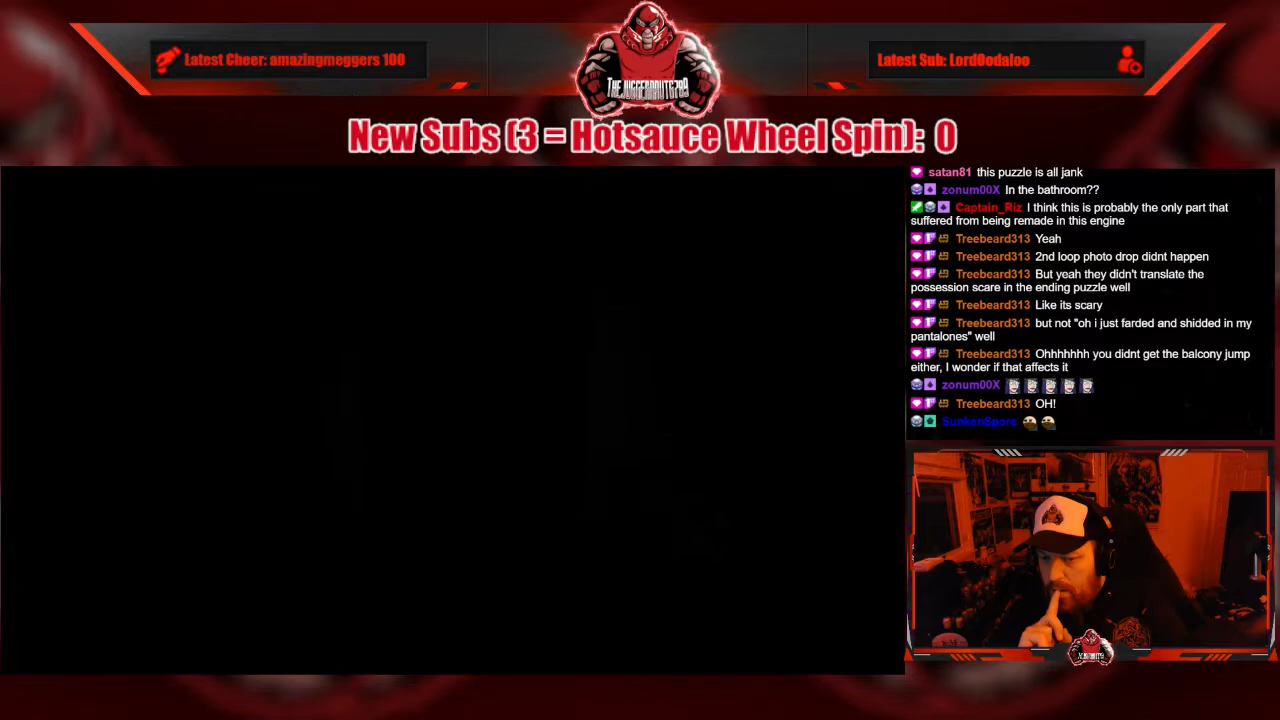 Latest Cheer: amazingmeggers 100
THEJUGGERNAUT6789
Latest Sub: LordOodaloo
New Subs (3 = Hotsauce Wheel Spin): 0
satan81 this puzzle is all jank
zonum00X In the bathroom??
Captain_Riz I think this is probably the only part that
suffered from being remade in this engine
Treebeard313 Yeah
Treebeard313 2nd loop photo drop didnt happen
Treebeard313 But yeah they didn't translate the
possession scare in the ending puzzle well
Treebeard313 Like its scary
Treebeard313 but not "oh i just farded and shidded in my
pantalones" well
Treebeard313 Ohhhhhhh you didnt get the balcony jump
either, I wonder if that affects it
zonum00X
Treebeard313 OH!
SunkenSpore